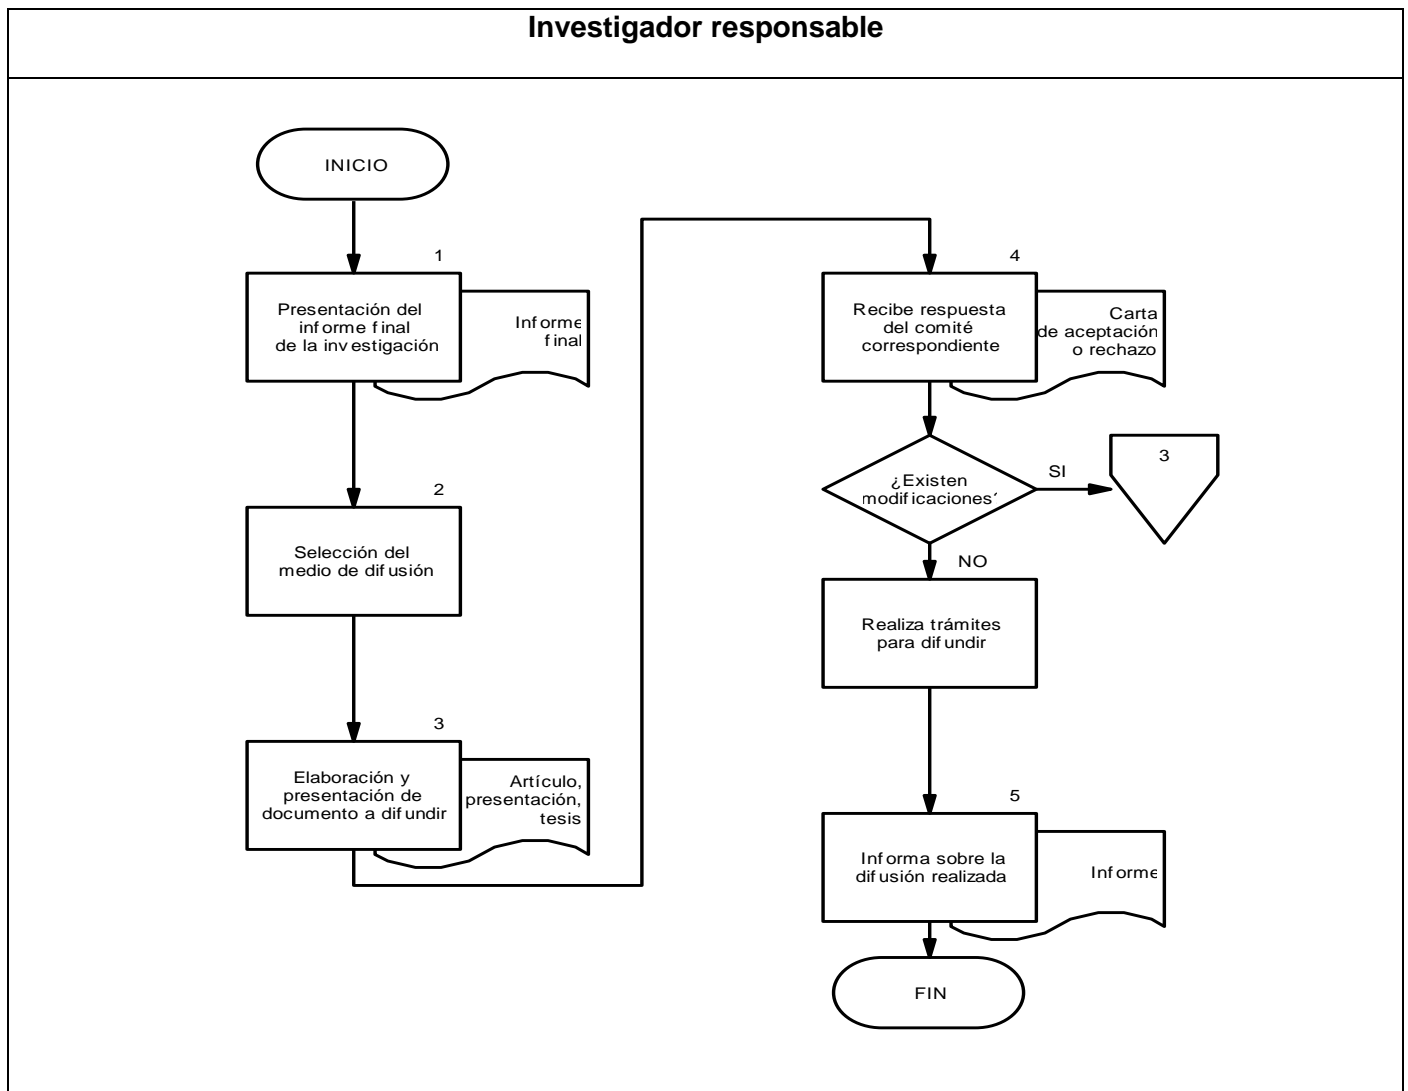 Investigador responsable
INICIO
1
Presentación del
informe final
de la investigación
Informe
final
2
Selección del
medio de difusión
3
Elaboración y
presentación de
documento a difundir
Artículo,
presentación,
tesis
4
Recibe respuesta
del comité
correspondiente
Carta
de aceptación
o rechazo
¿Existen
modificaciones?
SI
3
NO
Realiza trámites
para difundir
5
Informa sobre la
difusión realizada
Informe
FIN